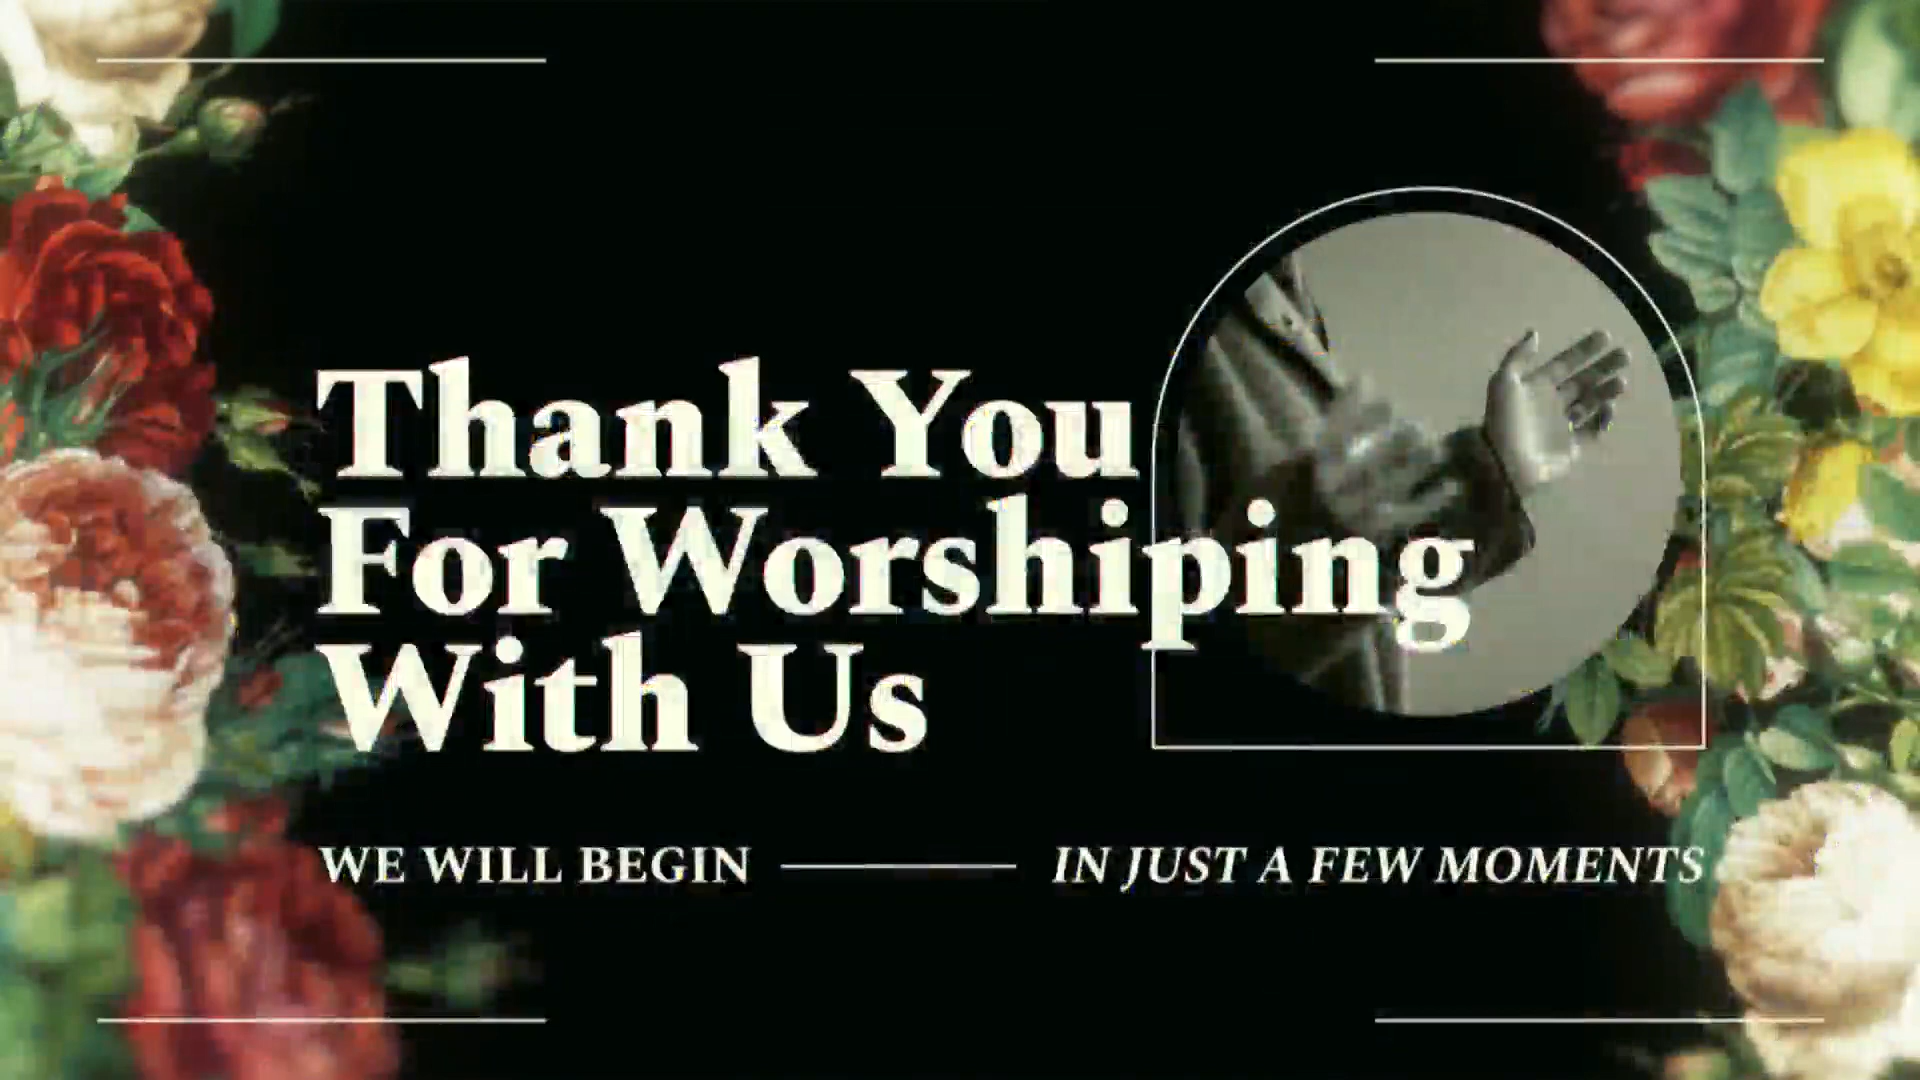 Thank You
For Worshiping
With Us
WE WILL BEGIN
IN JUST A FEW MOMENTS